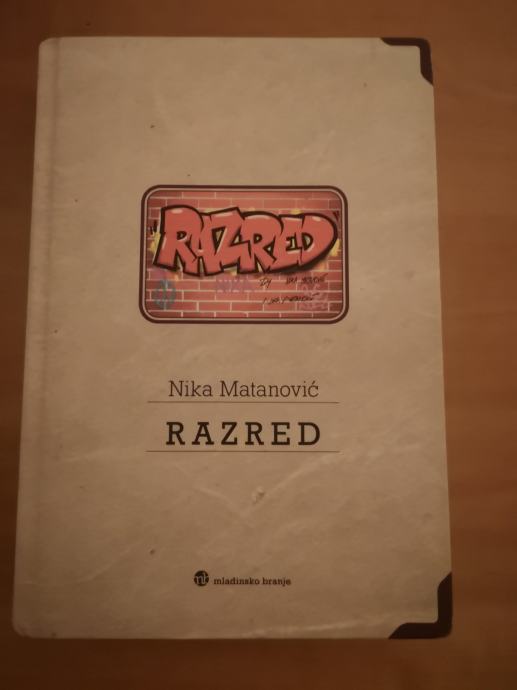 "RAZRED"
Nika Matanović
RAZRED
mladinsko branje